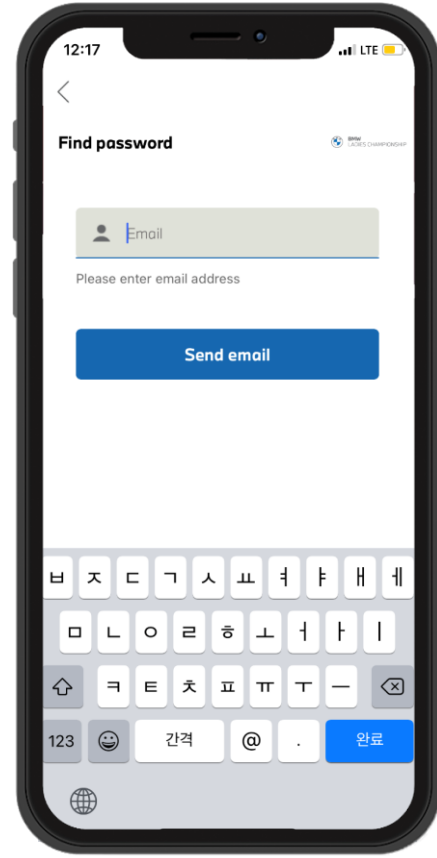 12:17 LTE
Find password
BMW
LADIES CHAMPIONSHIP
Email
Please enter email address
Send email
ㅂ ㅈ ㄷ ㄱ ㅅ ㅛ ㅕ ㅑ ㅐ ㅔ
ㅁ ㄴ ㅇ ㄹ ㅎ ㅗ ㅓ ㅏ ㅣ
ㅋ ㅌ ㅊ ㅍ ㅠ ㅜ ㅡ
123 간격 @ . 완료